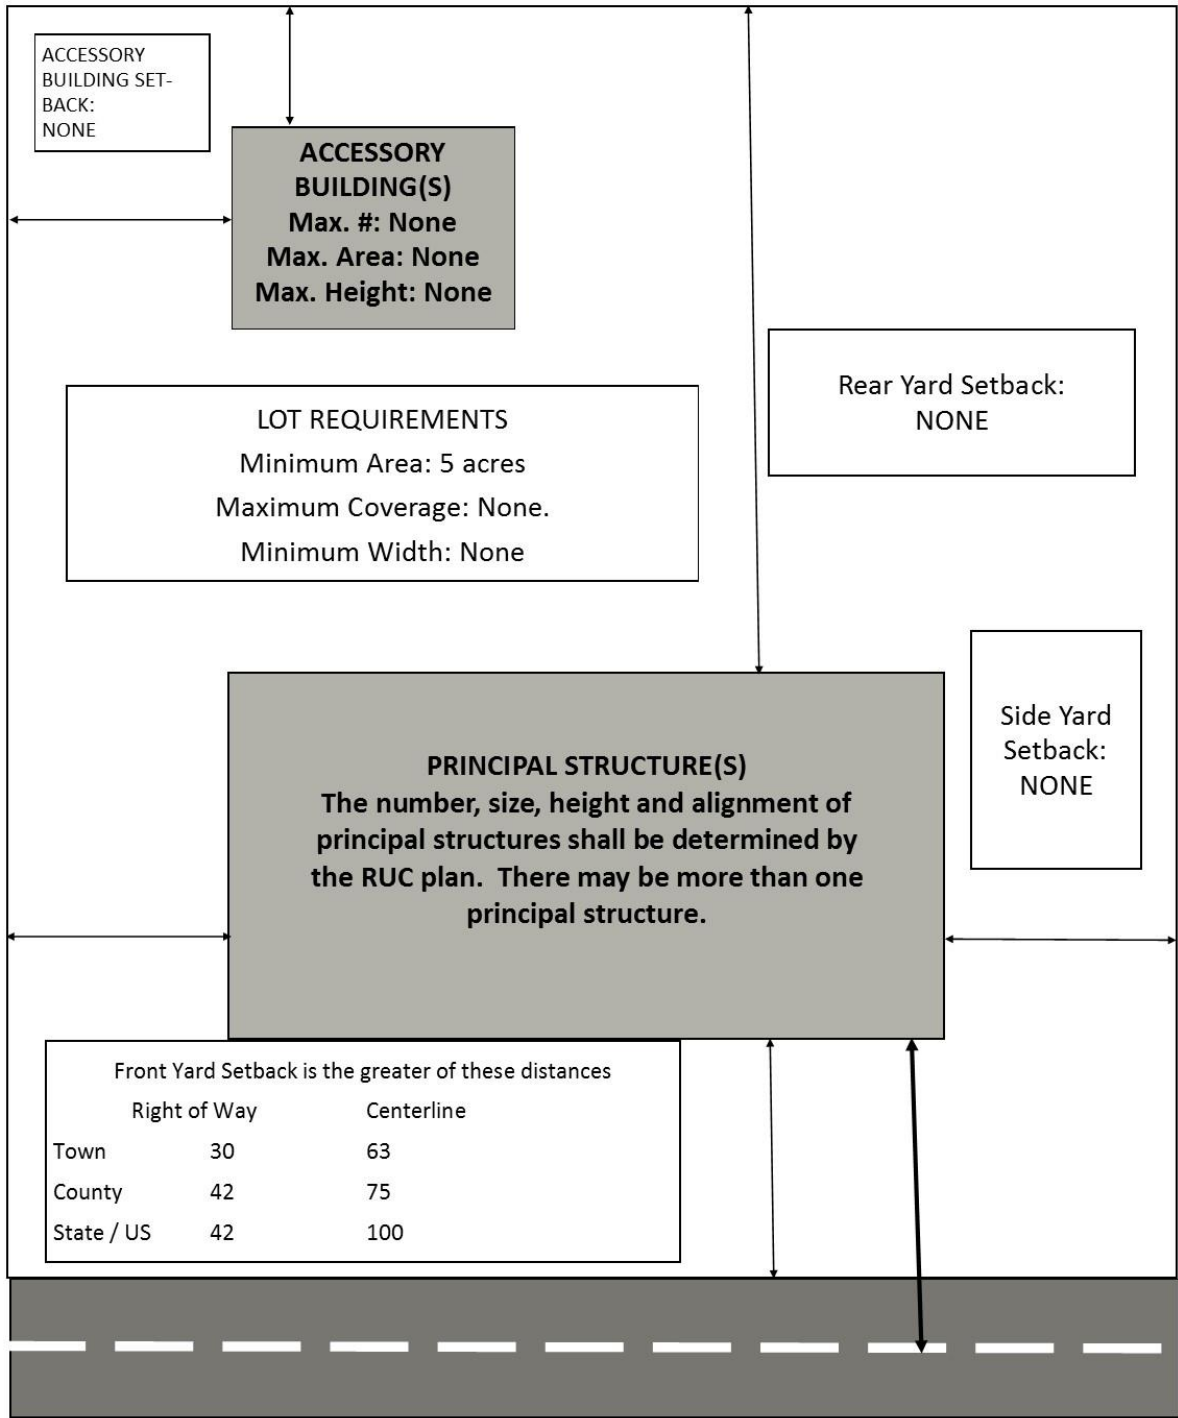 ACCESSORY
BUILDING SET-
BACK:
NONE
ACCESSORY
BUILDING(S)
Max. #: None
Max. Area: None
Max. Height: None
Rear Yard Setback:
NONE
LOT REQUIREMENTS
Minimum Area: 5 acres
Maximum Coverage: None.
Minimum Width: None
Side Yard
Setback:
NONE
PRINCIPAL STRUCTURE(S)
The number, size, height and alignment of
principal structures shall be determined by
the RUC plan.  There may be more than one
principal structure.
Front Yard Setback is the greater of these distances
Right of Way Centerline
Town 30 63
County 42 75
State / US 42 100